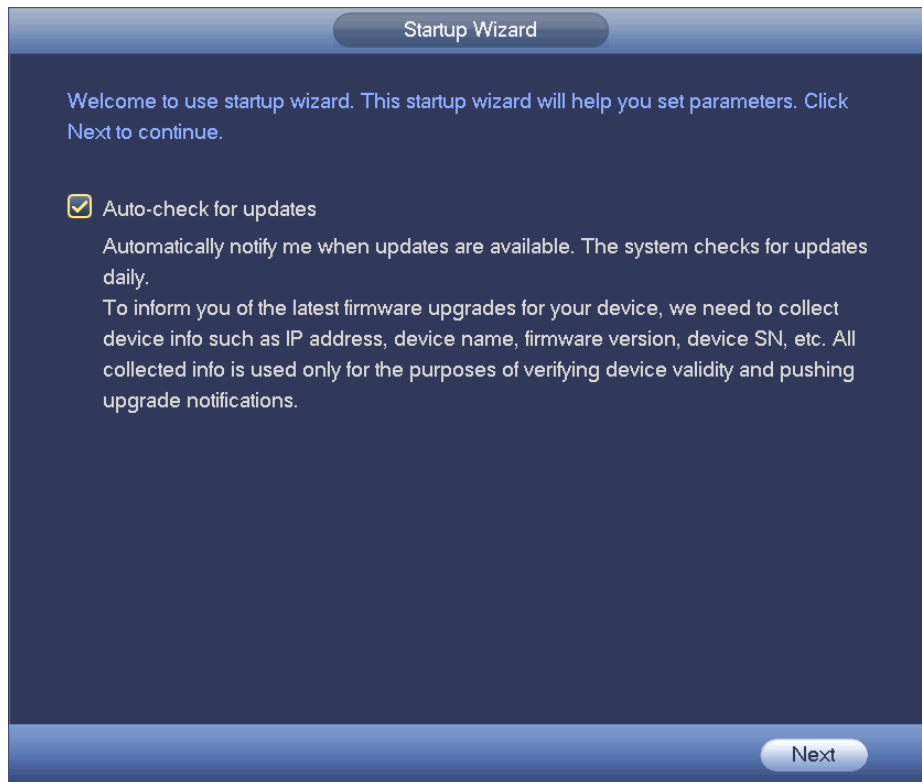 Startup Wizard
Welcome to use startup wizard. This startup wizard will help you set parameters. Click
Next to continue.
Auto-check for updates
Automatically notify me when updates are available. The system checks for updates
daily.
To inform you of the latest firmware upgrades for your device, we need to collect
device info such as IP address, device name, firmware version, device SN, etc. All
collected info is used only for the purposes of verifying device validity and pushing
upgrade notifications.
Next